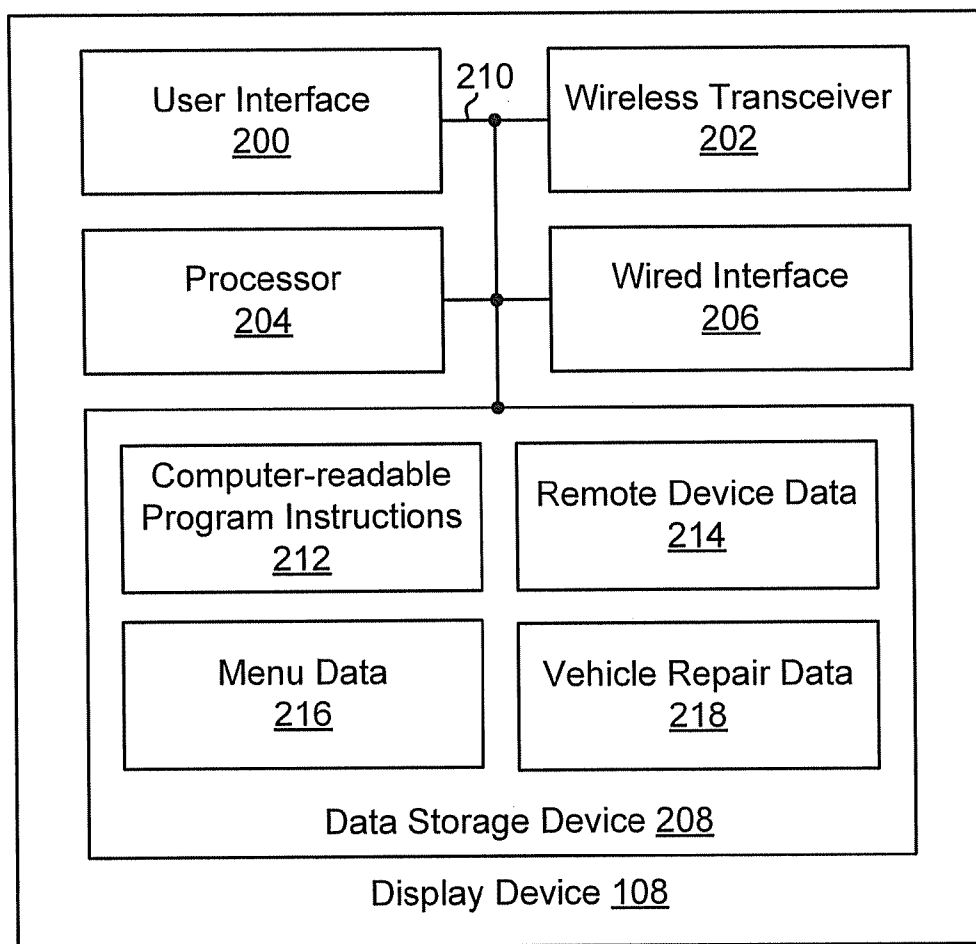 210
User Interface
200
Wireless Transceiver
202
Processor
204
Wired Interface
206
Computer-readable
Program Instructions
212
Remote Device Data
214
Menu Data
216
Vehicle Repair Data
218
Data Storage Device 208
Display Device 108